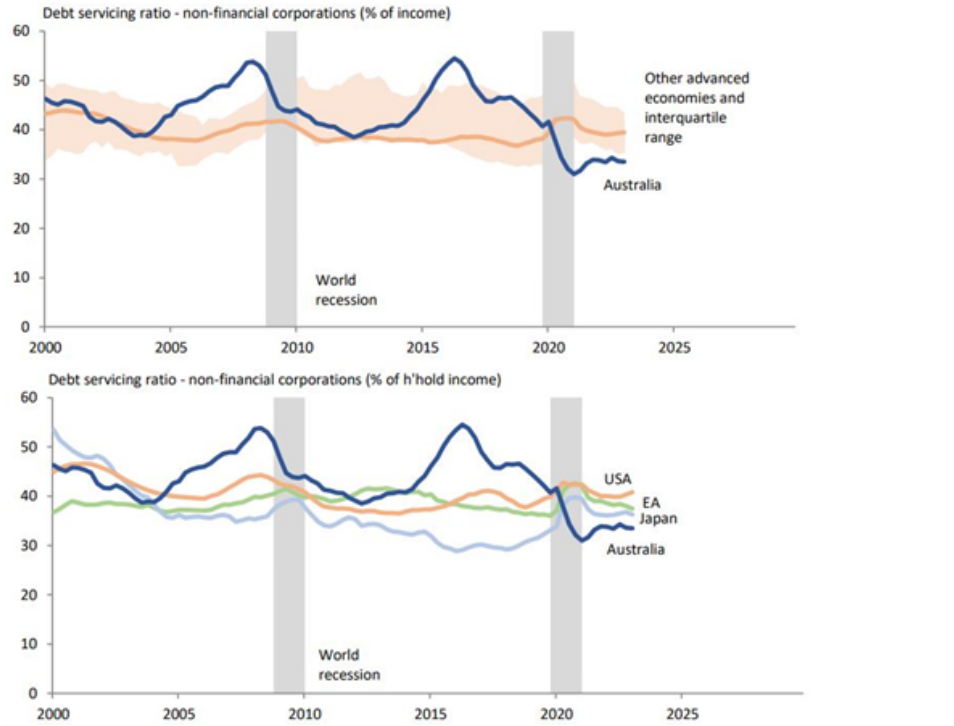 Debt servicing ratio - non-financial corporations (% of income)
60
50
40
30
20
10
0
Other advanced
economies and
interquartile
range
Australia
World
recession
2000
2005
2010
2015
2020
2025
Debt servicing ratio - non-financial corporations (% of h'hold income)
60
50
40
30
20
10
0
USA
EA
Japan
Australia
World
recession
2000
2005
2010
2015
2020
2025